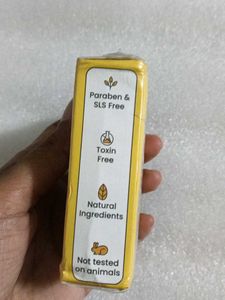 Paraben &
SLS Free
Toxin
Free
Natural
Ingredients
Not tested
on animals